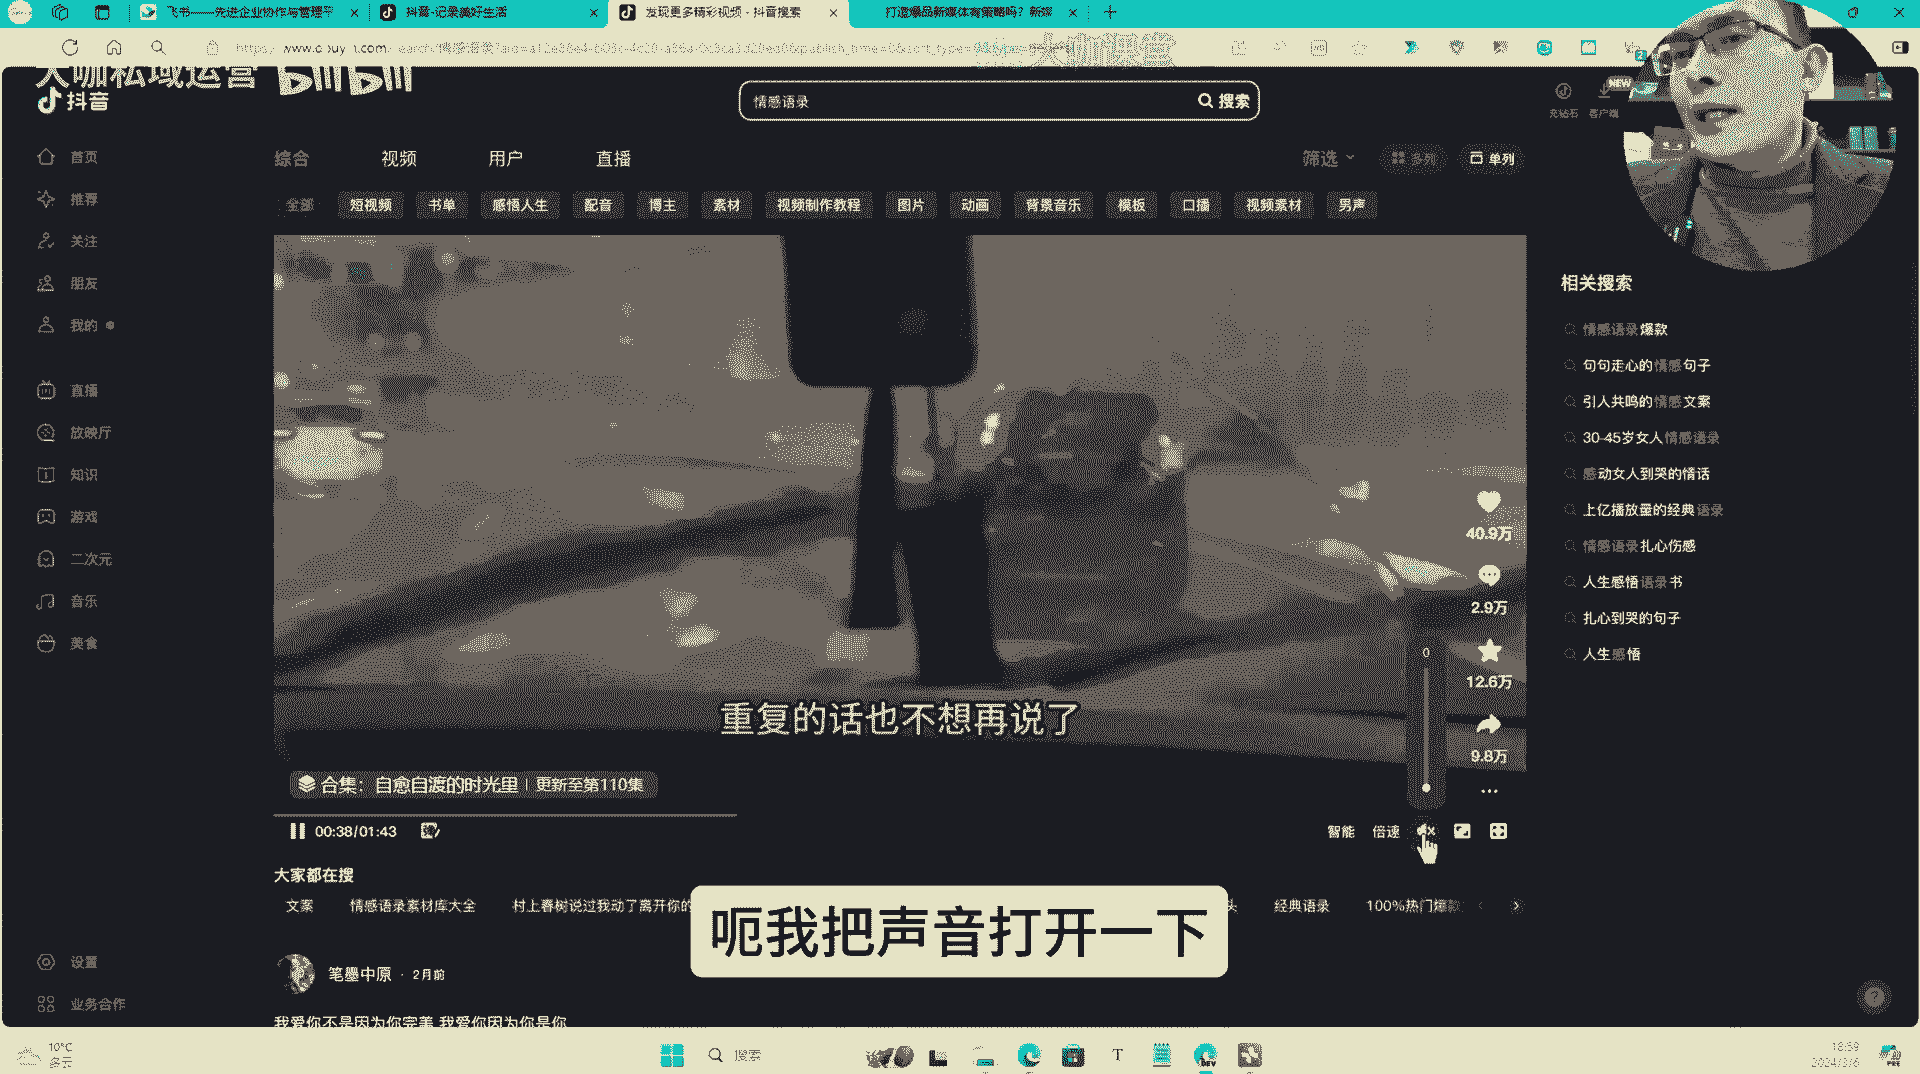 飞书——先进企业协作与管理平
抖音-记录美好生活
发现更多精彩视频 - 抖音搜索
打造爆品新媒体有策略吗？新媒
大咖私域运营 bilibili
大咖课堂
抖音
情感语录
搜索
充钻石
客户端
NEW
首页
推荐
关注
朋友
我的
直播
放映厅
知识
游戏
二次元
音乐
美食
设置
业务合作
综合
视频
用户
直播
筛选
多列
单列
全部
短视频
书单
感悟人生
配音
博主
素材
视频制作教程
图片
动画
背景音乐
模板
口播
视频素材
男声
40.9万
2.9万
12.6万
9.8万
0
重复的话也不想再说了
合集：自愈自渡的时光里 | 更新至第110集
00:38/01:43
智能
倍速
相关搜索
情感语录爆款
句句走心的情感句子
引人共鸣的情感文案
30-45岁女人情感语录
感动女人到哭的情话
上亿播放量的经典语录
情感语录扎心伤感
人生感悟语录书
扎心到哭的句子
人生感悟
大家都在搜
文案
情感语录素材库大全
村上春树说过我动了离开你的
头
经典语录
100%热门爆款
呃我把声音打开一下
笔墨中原 · 2月前
我爱你不是因为你完美 我爱你因为你是你
10°C
多云
搜索
18:59
2024/3/6